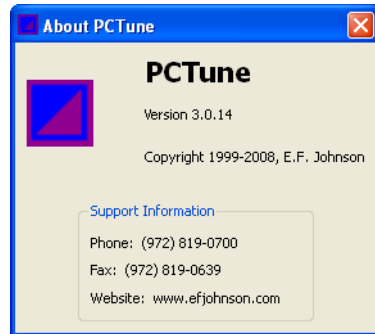 About PCTune
PCTune
Version 3.0.14
Copyright 1999-2008, E.F. Johnson
Support Information
Phone: (972) 819-0700
Fax: (972) 819-0639
Website: www.efjohnson.com